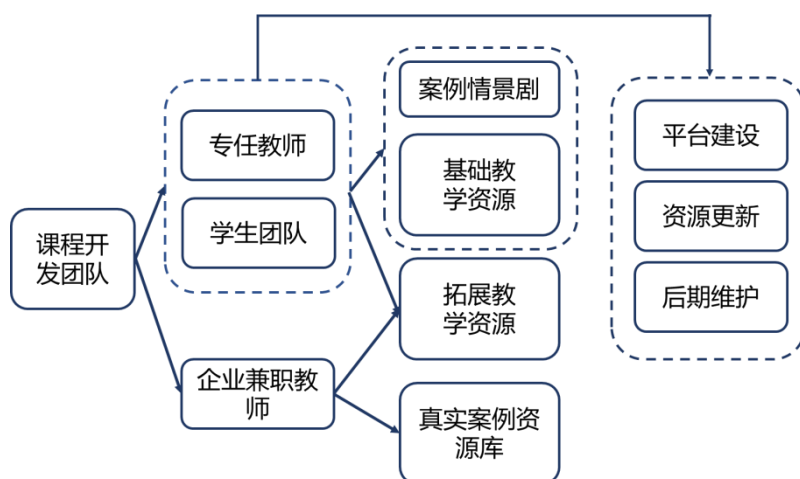 课程开
发团队
专任教师
学生团队
企业兼职教
师
案例情景剧
基础教
学资源
拓展教
学资源
真实案例资
源库
平台建设
资源更新
后期维护